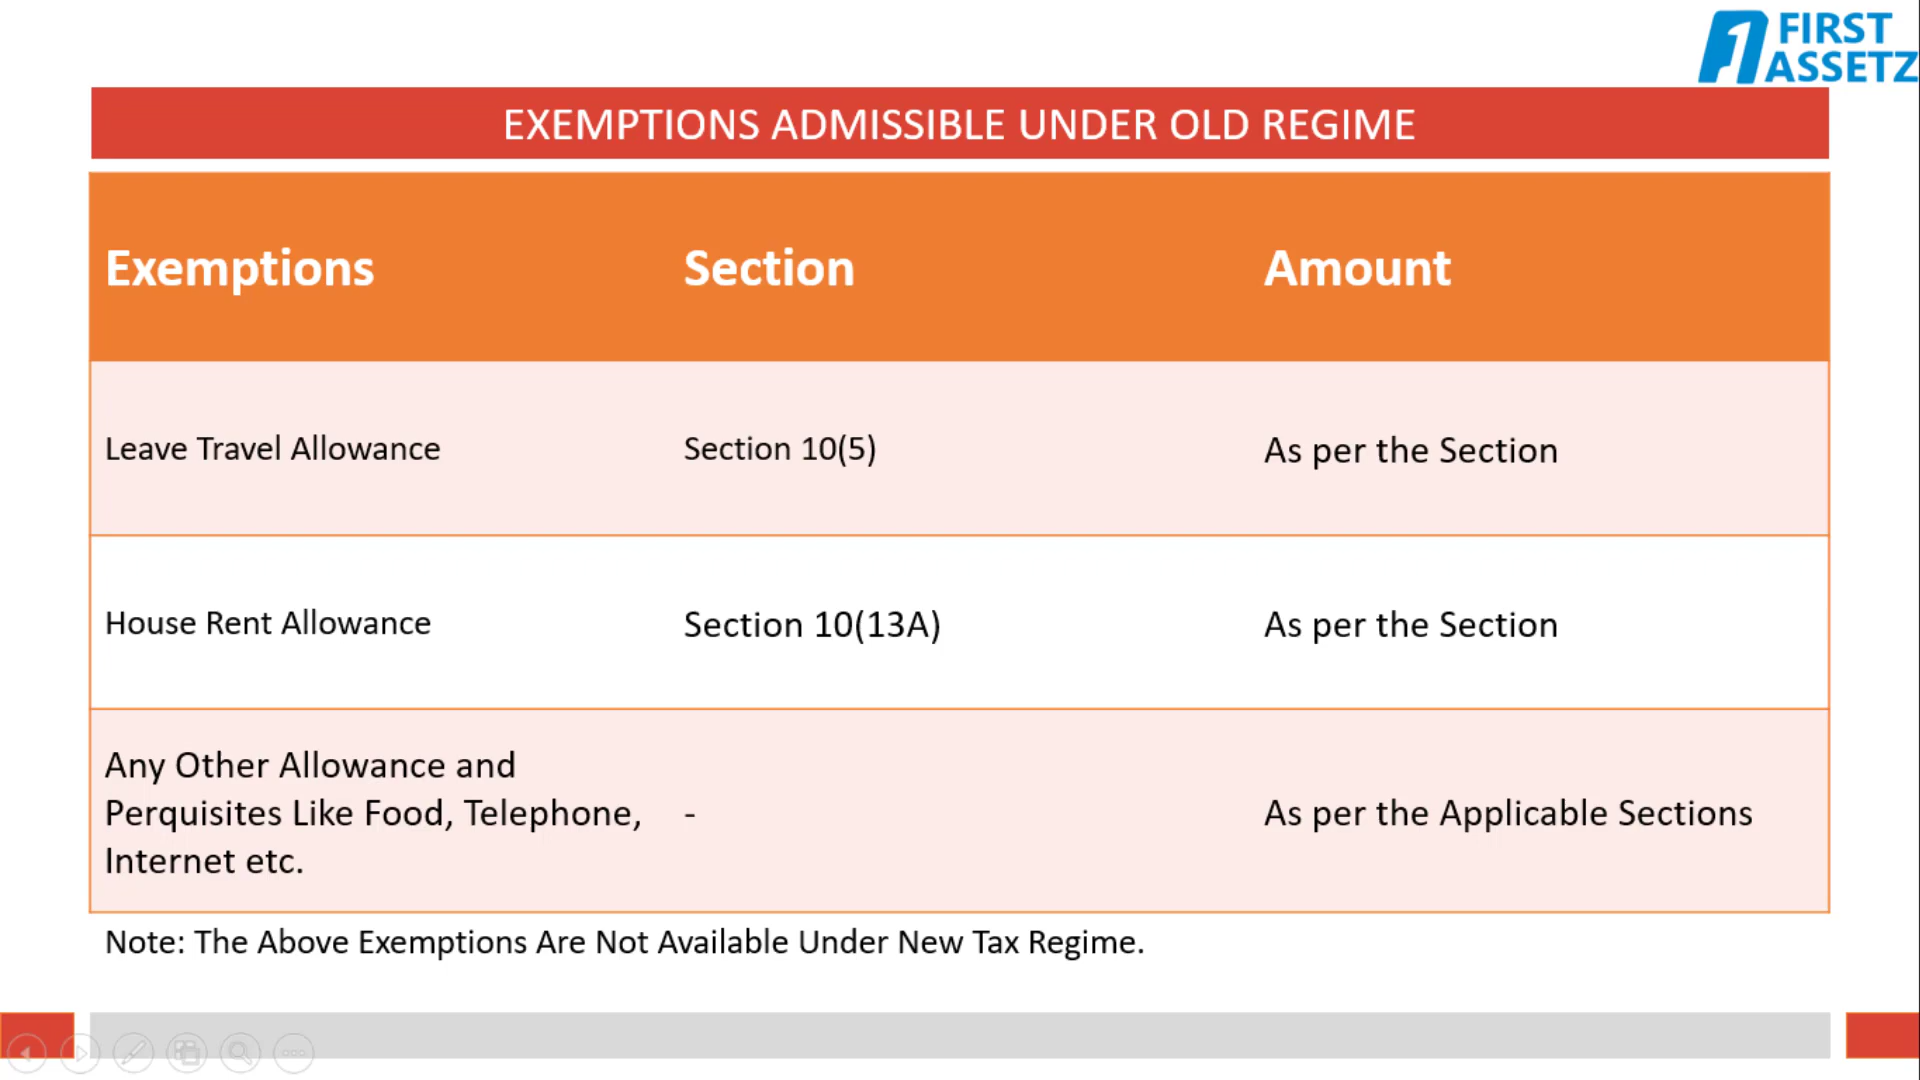 FIRST
ASSETZ
EXEMPTIONS ADMISSIBLE UNDER OLD REGIME
Exemptions Section Amount
Leave Travel Allowance Section 10(5) As per the Section
House Rent Allowance Section 10(13A) As per the Section
Any Other Allowance and
Perquisites Like Food, Telephone, - As per the Applicable Sections
Internet etc.
Note: The Above Exemptions Are Not Available Under New Tax Regime.